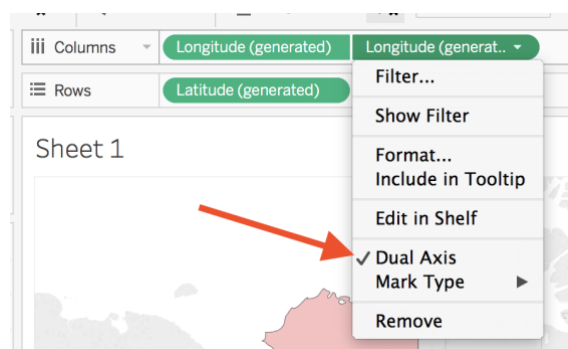 Columns
Longitude (generated)
Longitude (generat..
Rows
Latitude (generated)
Filter...
Show Filter
Format...
Include in Tooltip
Edit in Shelf
Dual Axis
Mark Type
Remove
Sheet 1